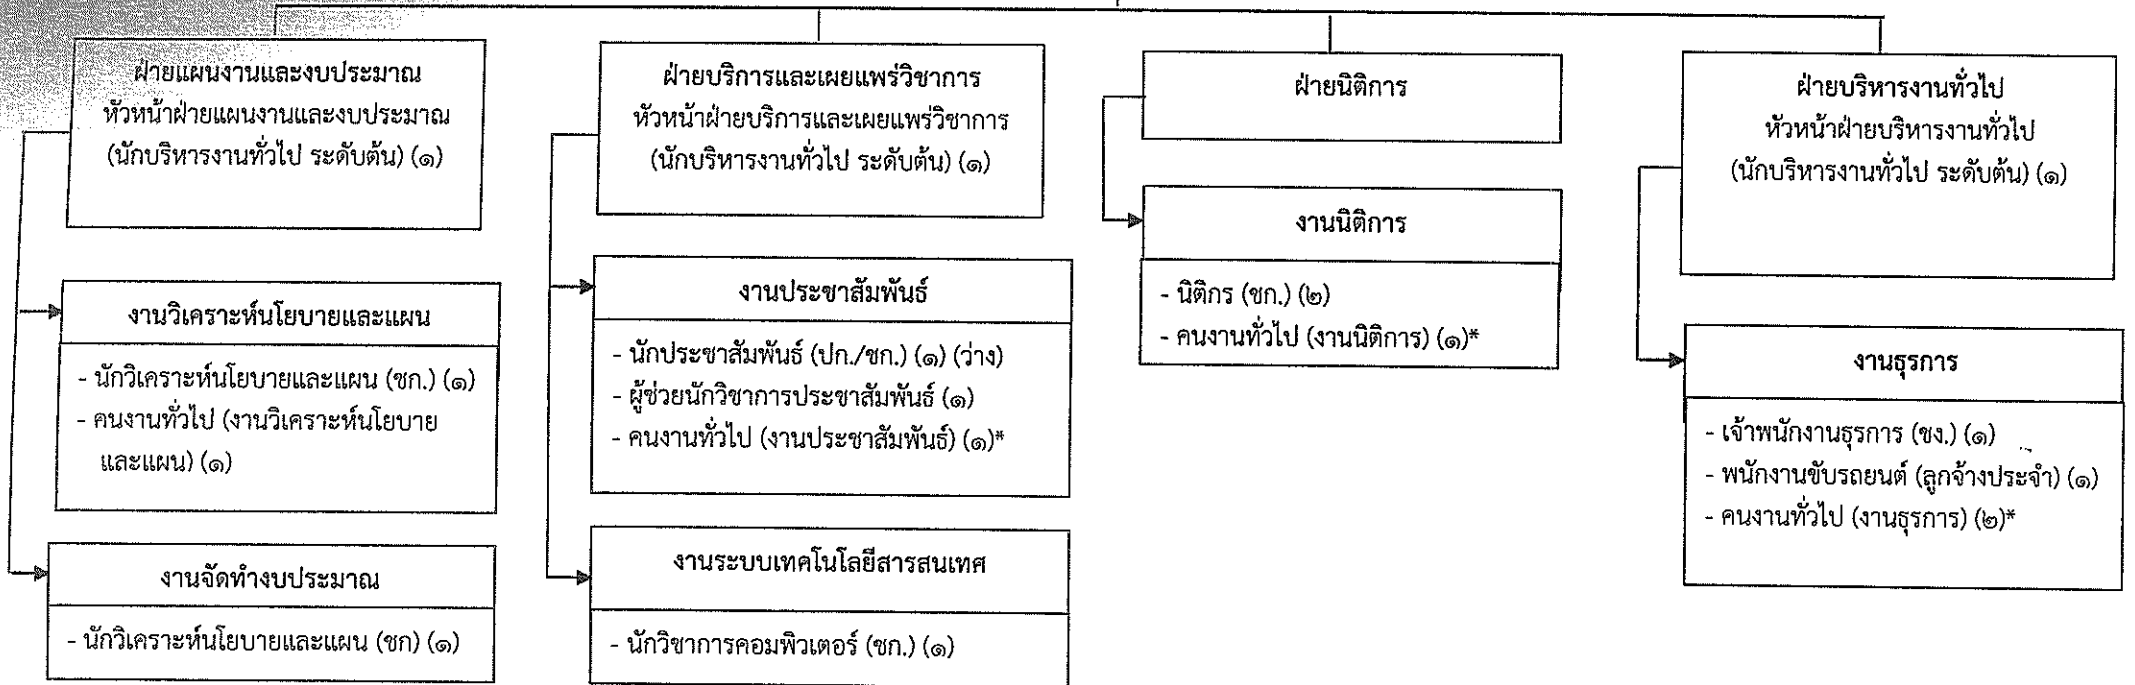 ฝ่ายแผนงานและงบประมาณ
หัวหน้าฝ่ายแผนงานและงบประมาณ
(นักบริหารงานทั่วไป ระดับต้น) (๑)
งานวิเคราะห์นโยบายและแผน
- นักวิเคราะห์นโยบายและแผน (ชก.) (๑)
- คนงานทั่วไป (งานวิเคราะห์นโยบาย
และแผน) (๑)
งานจัดทำงบประมาณ
- นักวิเคราะห์นโยบายและแผน (ชก) (๑)
ฝ่ายบริการและเผยแพร่วิชาการ
หัวหน้าฝ่ายบริการและเผยแพร่วิชาการ
(นักบริหารงานทั่วไป ระดับต้น) (๑)
งานประชาสัมพันธ์
- นักประชาสัมพันธ์ (ปก./ชก.) (๑) (ว่าง)
- ผู้ช่วยนักวิชาการประชาสัมพันธ์ (๑)
- คนงานทั่วไป (งานประชาสัมพันธ์) (๑)*
งานระบบเทคโนโลยีสารสนเทศ
- นักวิชาการคอมพิวเตอร์ (ชก.) (๑)
ฝ่ายนิติการ
งานนิติการ
- นิติกร (ชก.) (๒)
- คนงานทั่วไป (งานนิติการ) (๑)*
ฝ่ายบริหารงานทั่วไป
หัวหน้าฝ่ายบริหารงานทั่วไป
(นักบริหารงานทั่วไป ระดับต้น) (๑)
งานธุรการ
- เจ้าพนักงานธุรการ (ชง.) (๑)
- พนักงานขับรถยนต์ (ลูกจ้างประจำ) (๑)
- คนงานทั่วไป (งานธุรการ) (๒)*